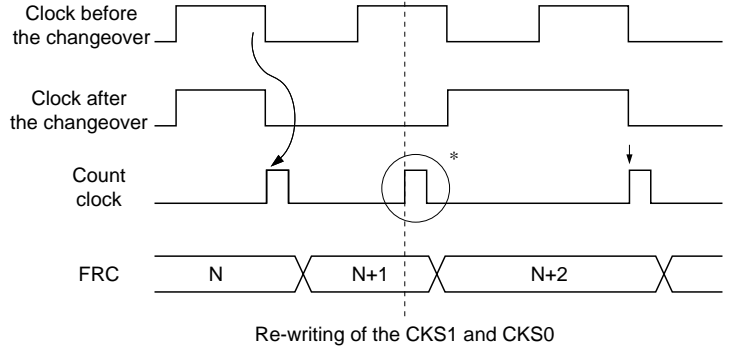 Clock before
the changeover
Clock after
the changeover
Count
clock
*
FRC
N
N+1
N+2
Re-writing of the CKS1 and CKS0